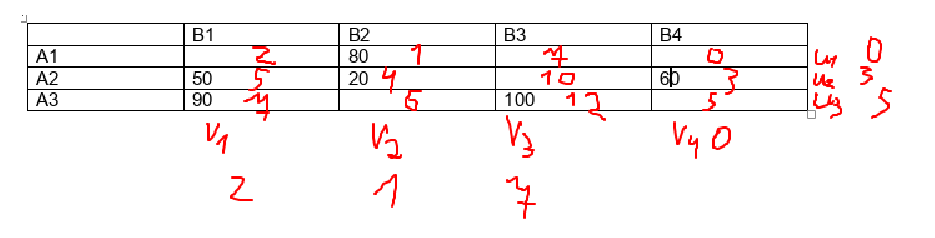 B1 B2 B3 B4
A1 2 80 1 7 0 u1 0
A2 50 5 20 4 10 60 3 u2 3
A3 90 7 6 100 12 5 u3 5
V1 V2 V3 V4 0
2 1 7